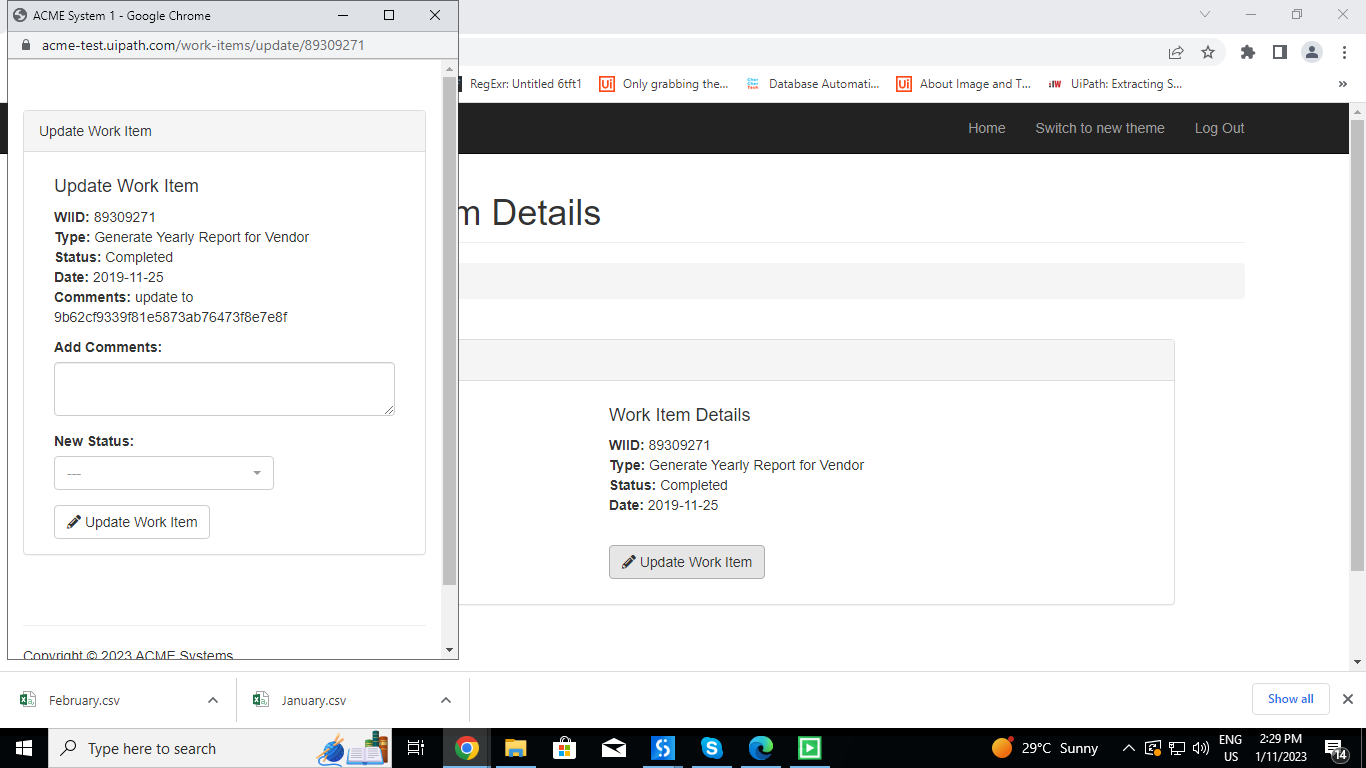 ACME System 1 - Google Chrome
acme-test.uipath.com/work-items/update/89309271
RegExr: Untitled 6tft1
Only grabbing the...
Database Automati...
About Image and T...
UiPath: Extracting S...
»
Home
Switch to new theme
Log Out
Update Work Item
Update Work Item
WIID: 89309271
Type: Generate Yearly Report for Vendor
Status: Completed
Date: 2019-11-25
Comments: update to
9b62cf9339f81e5873ab76473f8e7e8f
Add Comments:
New Status:
---
Update Work Item
Copyright © 2023 ACME Systems
m Details
Work Item Details
WIID: 89309271
Type: Generate Yearly Report for Vendor
Status: Completed
Date: 2019-11-25
Update Work Item
February.csv
January.csv
Show all
Type here to search
29°C Sunny
ENG
US
2:29 PM
1/11/2023
14